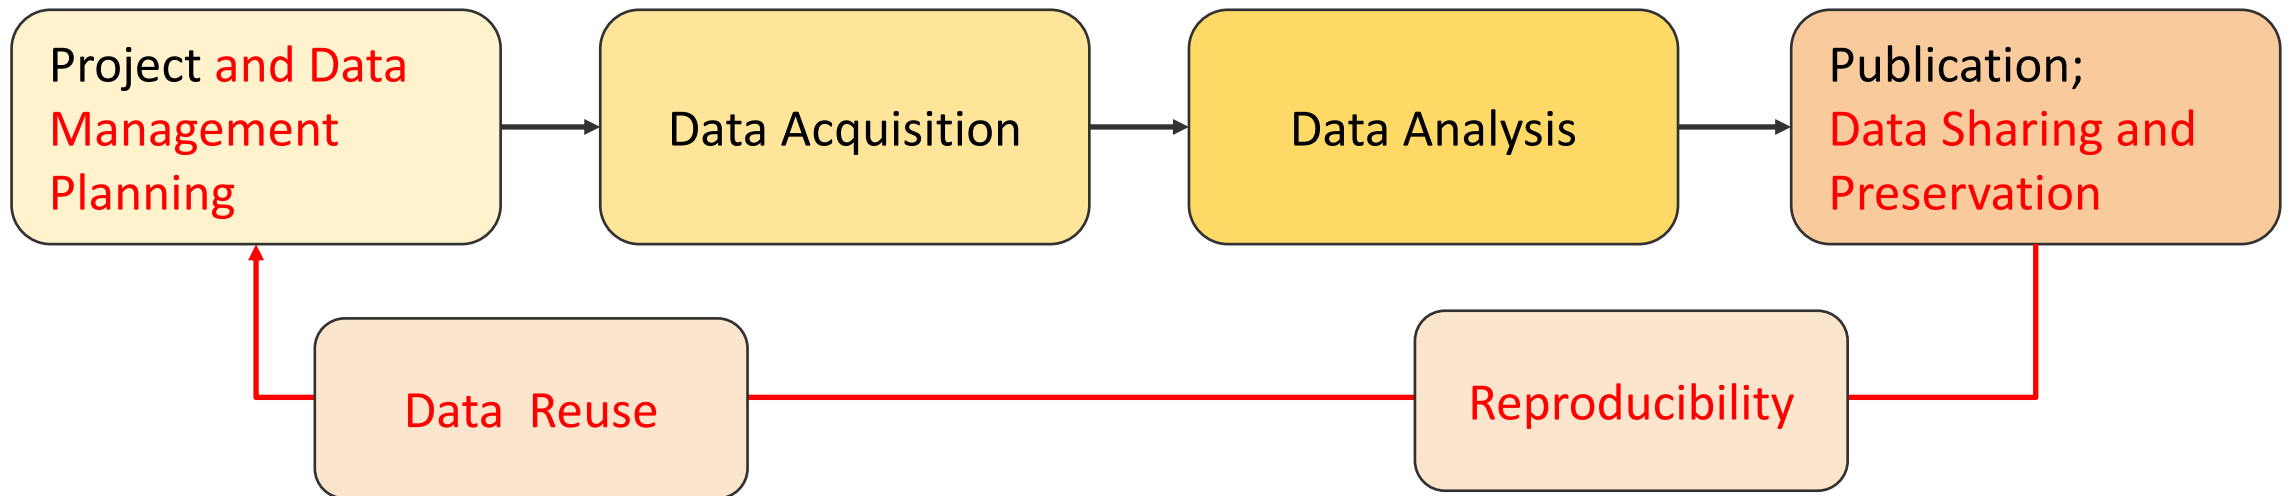 Project and Data
Management
Planning
Data Acquisition
Data Analysis
Publication;
Data Sharing and
Preservation
Data  Reuse
Reproducibility